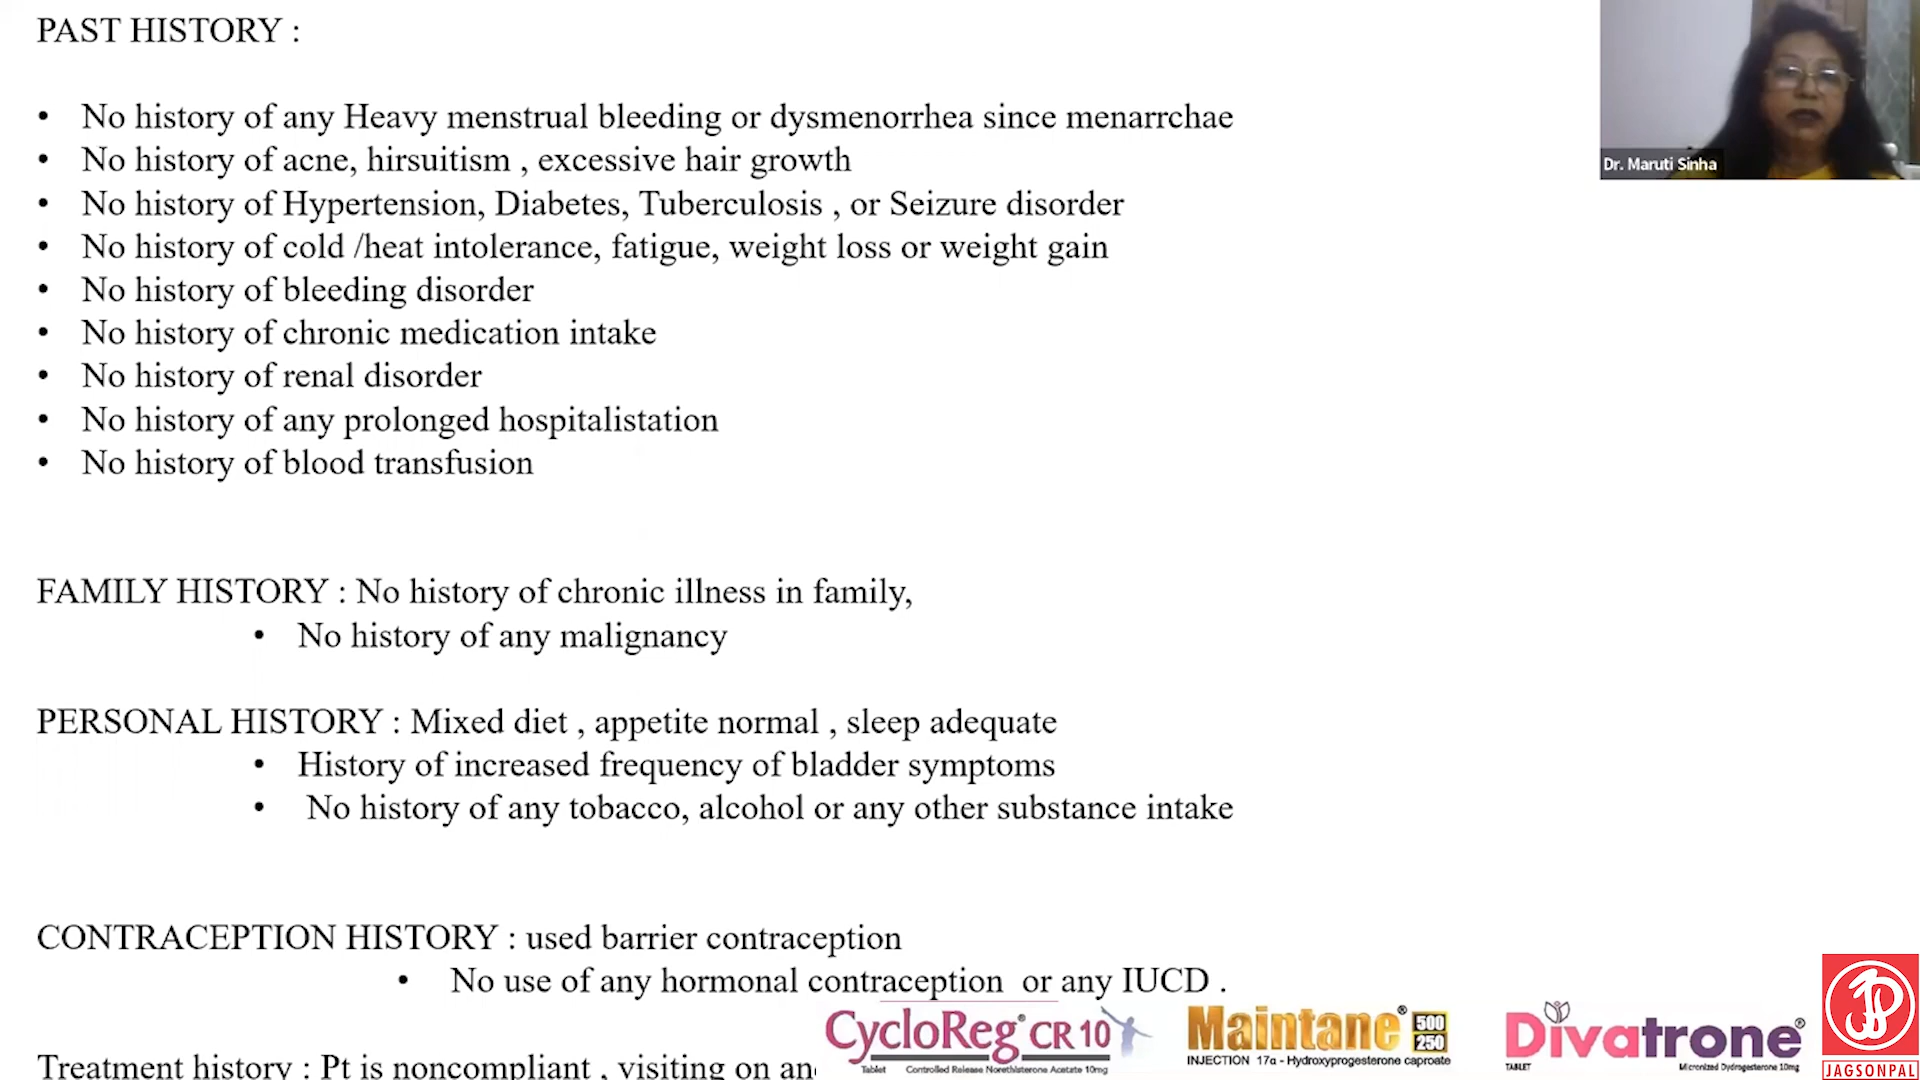 PAST HISTORY :
• No history of any Heavy menstrual bleeding or dysmenorrhea since menarrchae
• No history of acne, hirsuitism , excessive hair growth
• No history of Hypertension, Diabetes, Tuberculosis , or Seizure disorder
• No history of cold /heat intolerance, fatigue, weight loss or weight gain
• No history of bleeding disorder
• No history of chronic medication intake
• No history of renal disorder
• No history of any prolonged hospitalistation
• No history of blood transfusion
FAMILY HISTORY : No history of chronic illness in family,
• No history of any malignancy
PERSONAL HISTORY : Mixed diet , appetite normal , sleep adequate
• History of increased frequency of bladder symptoms
• No history of any tobacco, alcohol or any other substance intake
CONTRACEPTION HISTORY : used barrier contraception
• No use of any hormonal contraception or any IUCD .
Treatment history : Pt is noncompliant , visiting on an
Dr. Maruti Sinha
CycloReg® CR 10
Tablet Controlled Release Norethisterone Acetate 10mg
Maintane® 500 250
INJECTION 17α - Hydroxyprogesterone caproate
Divatrone®
TABLET Micronized Dydrogesterone 10mg
JAGSONPAL